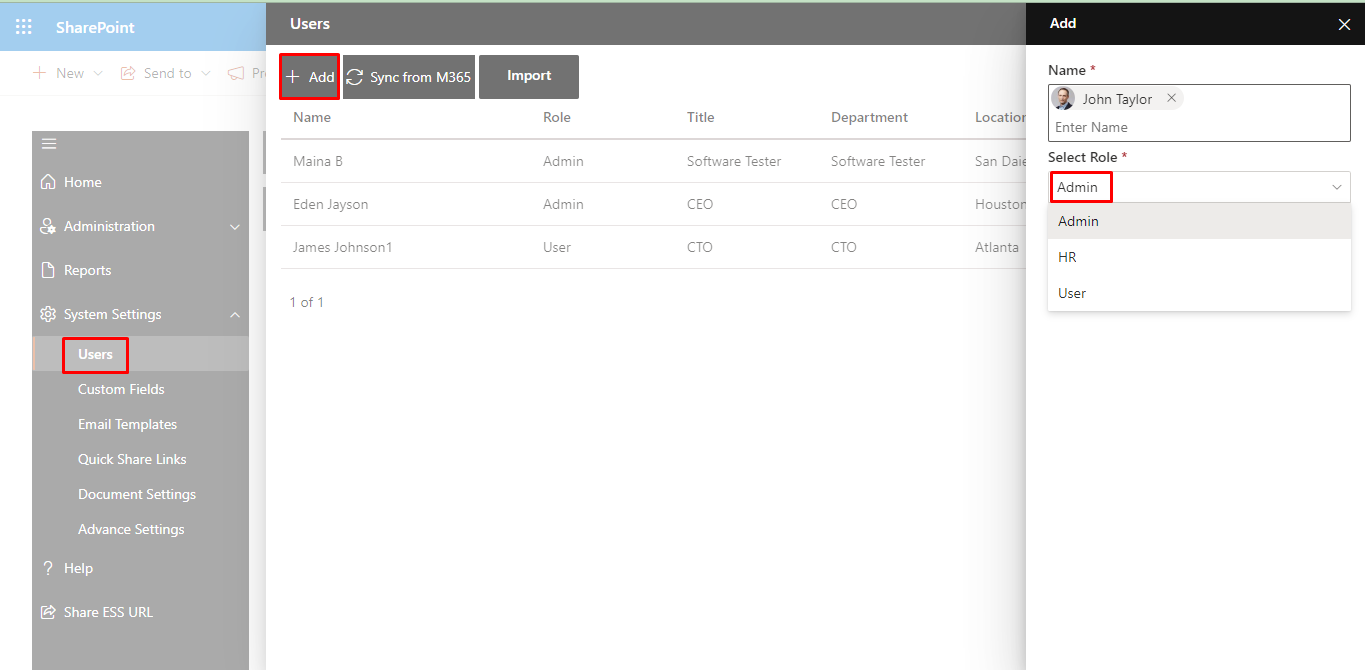 SharePoint
New
Send to
Pr
Home
Administration
Reports
System Settings
Users
Custom Fields
Email Templates
Quick Share Links
Document Settings
Advance Settings
? Help
Share ESS URL
Users
+ Add Sync from M365 Import
Name Role Title Department Location
Maina B Admin Software Tester Software Tester San Daie
Eden Jayson Admin CEO CEO Houston
James Johnson1 User CTO CTO Atlanta
1 of 1
Add
Name *
John Taylor
Enter Name
Select Role *
Admin
Admin
HR
User